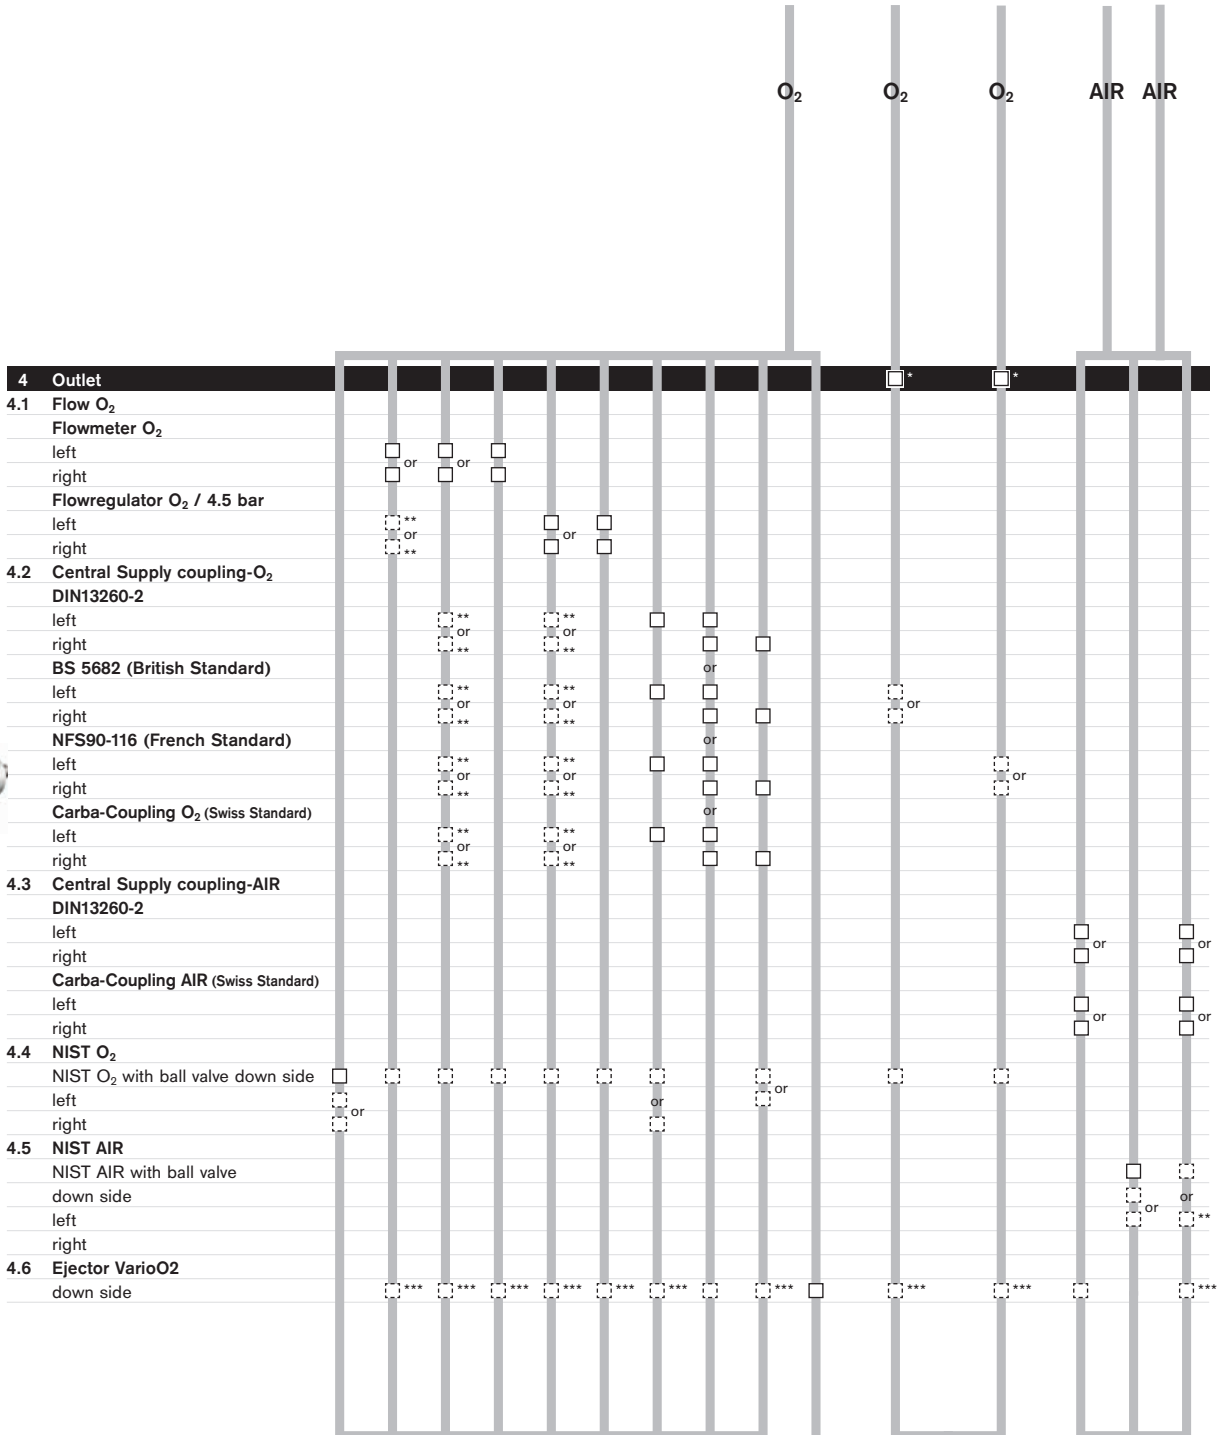 O2 O2 O2 AIR AIR
4 Outlet * *
4.1 Flow O2
Flowmeter O2
left
or or
right
Flowregulator O2 / 4.5 bar
left **
or or
right **
4.2 Central Supply coupling-O2
DIN13260-2
left ** **
or or
right ** **
BS 5682 (British Standard) or
left ** **
or or or
right ** **
NFS90-116 (French Standard) or
left ** **
or or or
right ** **
Carba-Coupling O2 (Swiss Standard) or
left ** **
or or
right ** **
4.3 Central Supply coupling-AIR
DIN13260-2
left
or or
right
Carba-Coupling AIR (Swiss Standard)
left
or or
right
4.4 NIST O2
NIST O2 with ball valve down side
or
left or
or
right
4.5 NIST AIR
NIST AIR with ball valve
down side or
or
left **
right
4.6 Ejector VarioO2
down side *** *** *** *** *** *** *** *** *** ***